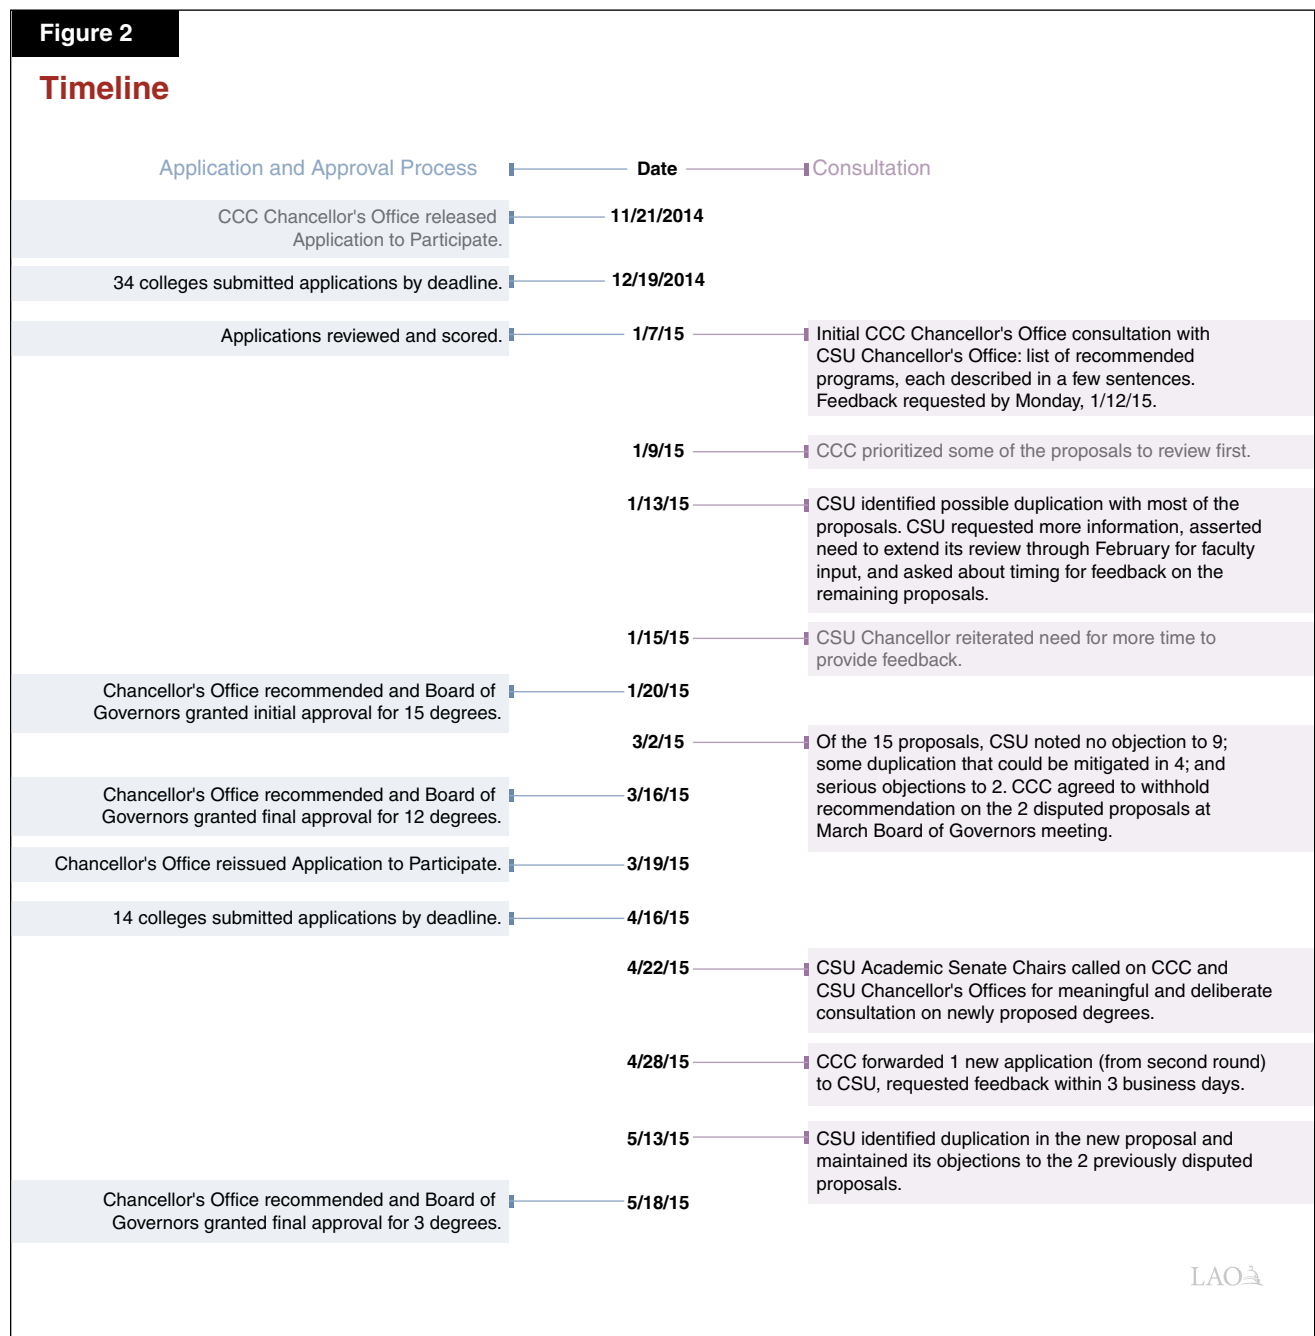 Figure 2
Timeline
Application and Approval Process
Date
Consultation
CCC Chancellor's Office released
Application to Participate.
11/21/2014
34 colleges submitted applications by deadline.
12/19/2014
Applications reviewed and scored.
1/7/15
Initial CCC Chancellor's Office consultation with
CSU Chancellor's Office: list of recommended
programs, each described in a few sentences.
Feedback requested by Monday, 1/12/15.
1/9/15
CCC prioritized some of the proposals to review first.
1/13/15
CSU identified possible duplication with most of the
proposals. CSU requested more information, asserted
need to extend its review through February for faculty
input, and asked about timing for feedback on the
remaining proposals.
1/15/15
CSU Chancellor reiterated need for more time to
provide feedback.
Chancellor's Office recommended and Board of
Governors granted initial approval for 15 degrees.
1/20/15
3/2/15
Of the 15 proposals, CSU noted no objection to 9;
some duplication that could be mitigated in 4; and
serious objections to 2. CCC agreed to withhold
recommendation on the 2 disputed proposals at
March Board of Governors meeting.
Chancellor's Office recommended and Board of
Governors granted final approval for 12 degrees.
3/16/15
Chancellor's Office reissued Application to Participate.
3/19/15
14 colleges submitted applications by deadline.
4/16/15
4/22/15
CSU Academic Senate Chairs called on CCC and
CSU Chancellor's Offices for meaningful and deliberate
consultation on newly proposed degrees.
4/28/15
CCC forwarded 1 new application (from second round)
to CSU, requested feedback within 3 business days.
5/13/15
CSU identified duplication in the new proposal and
maintained its objections to the 2 previously disputed
proposals.
Chancellor's Office recommended and Board of
Governors granted final approval for 3 degrees.
5/18/15
LAO